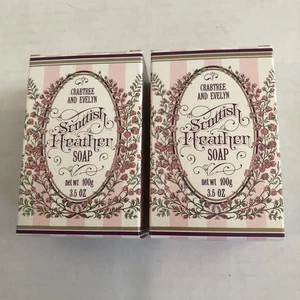 CRABTREE
AND EVELYN
Scottish
Heather
SOAP
net wt. 100g
3.5 OZ
CRABTREE
AND EVELYN
Scottish
Heather
SOAP
net wt. 100g
3.5 OZ